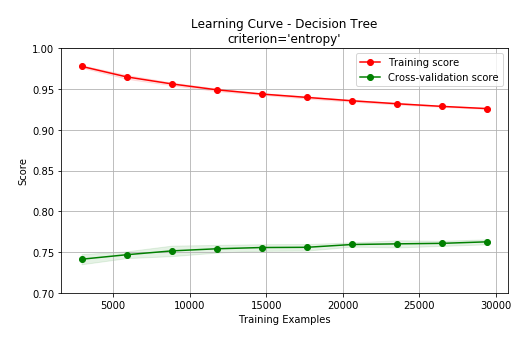 Learning Curve - Decision Tree
criterion='entropy'
1.00
0.95
0.90
0.85
0.80
0.75
0.70
Score
Training score
Cross-validation score
5000
10000
15000
20000
25000
30000
Training Examples